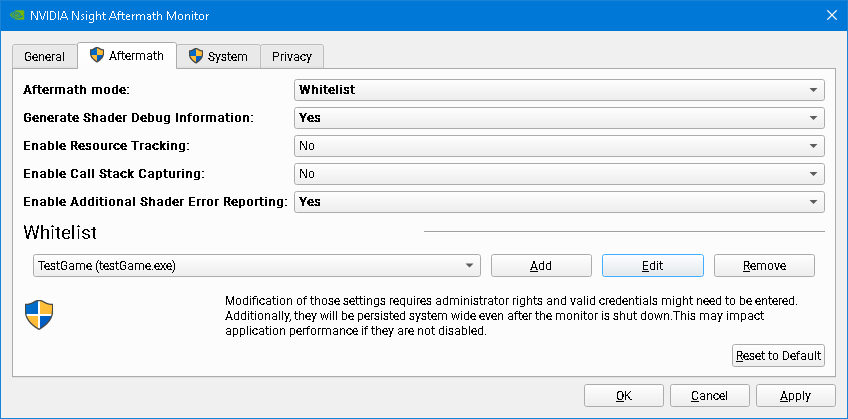 NVIDIA Nsight Aftermath Monitor
General Aftermath System Privacy
Aftermath mode: Whitelist
Generate Shader Debug Information: Yes
Enable Resource Tracking: No
Enable Call Stack Capturing: No
Enable Additional Shader Error Reporting: Yes
Whitelist
TestGame (testGame.exe) Add Edit Remove
Modification of those settings requires administrator rights and valid credentials might need to be entered.
Additionally, they will be persisted system wide even after the monitor is shut down.This may impact
application performance if they are not disabled.
Reset to Default
OK Cancel Apply